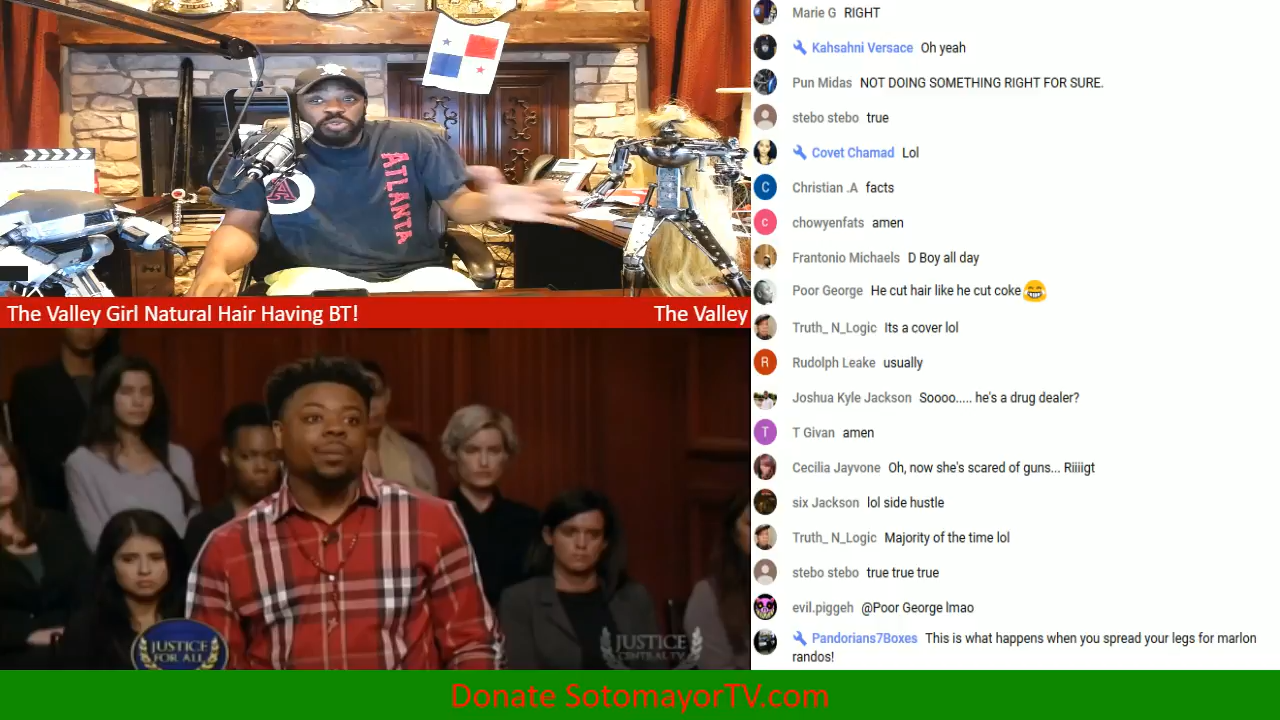 ATLANTA
A
The Valley Girl Natural Hair Having BT!
The Valley
JUSTICE
FOR ALL
JUSTICE
CENTRAL.TV
Marie G RIGHT
Kahsahni Versace Oh yeah
Pun Midas NOT DOING SOMETHING RIGHT FOR SURE.
stebo stebo true
Covet Chamad Lol
C
Christian .A facts
c
chowyenfats amen
Frantonio Michaels D Boy all day
Poor George He cut hair like he cut coke😂
Truth_ N_Logic Its a cover lol
R
Rudolph Leake usually
Joshua Kyle Jackson Soooo..... he's a drug dealer?
T
T Givan amen
Cecilia Jayvone Oh, now she's scared of guns... Riiiigt
six Jackson lol side hustle
Truth_ N_Logic Majority of the time lol
stebo stebo true true true
evil.piggeh @Poor George lmao
Pandorians7Boxes This is what happens when you spread your legs for marlon
randos!
Donate SotomayorTV.com